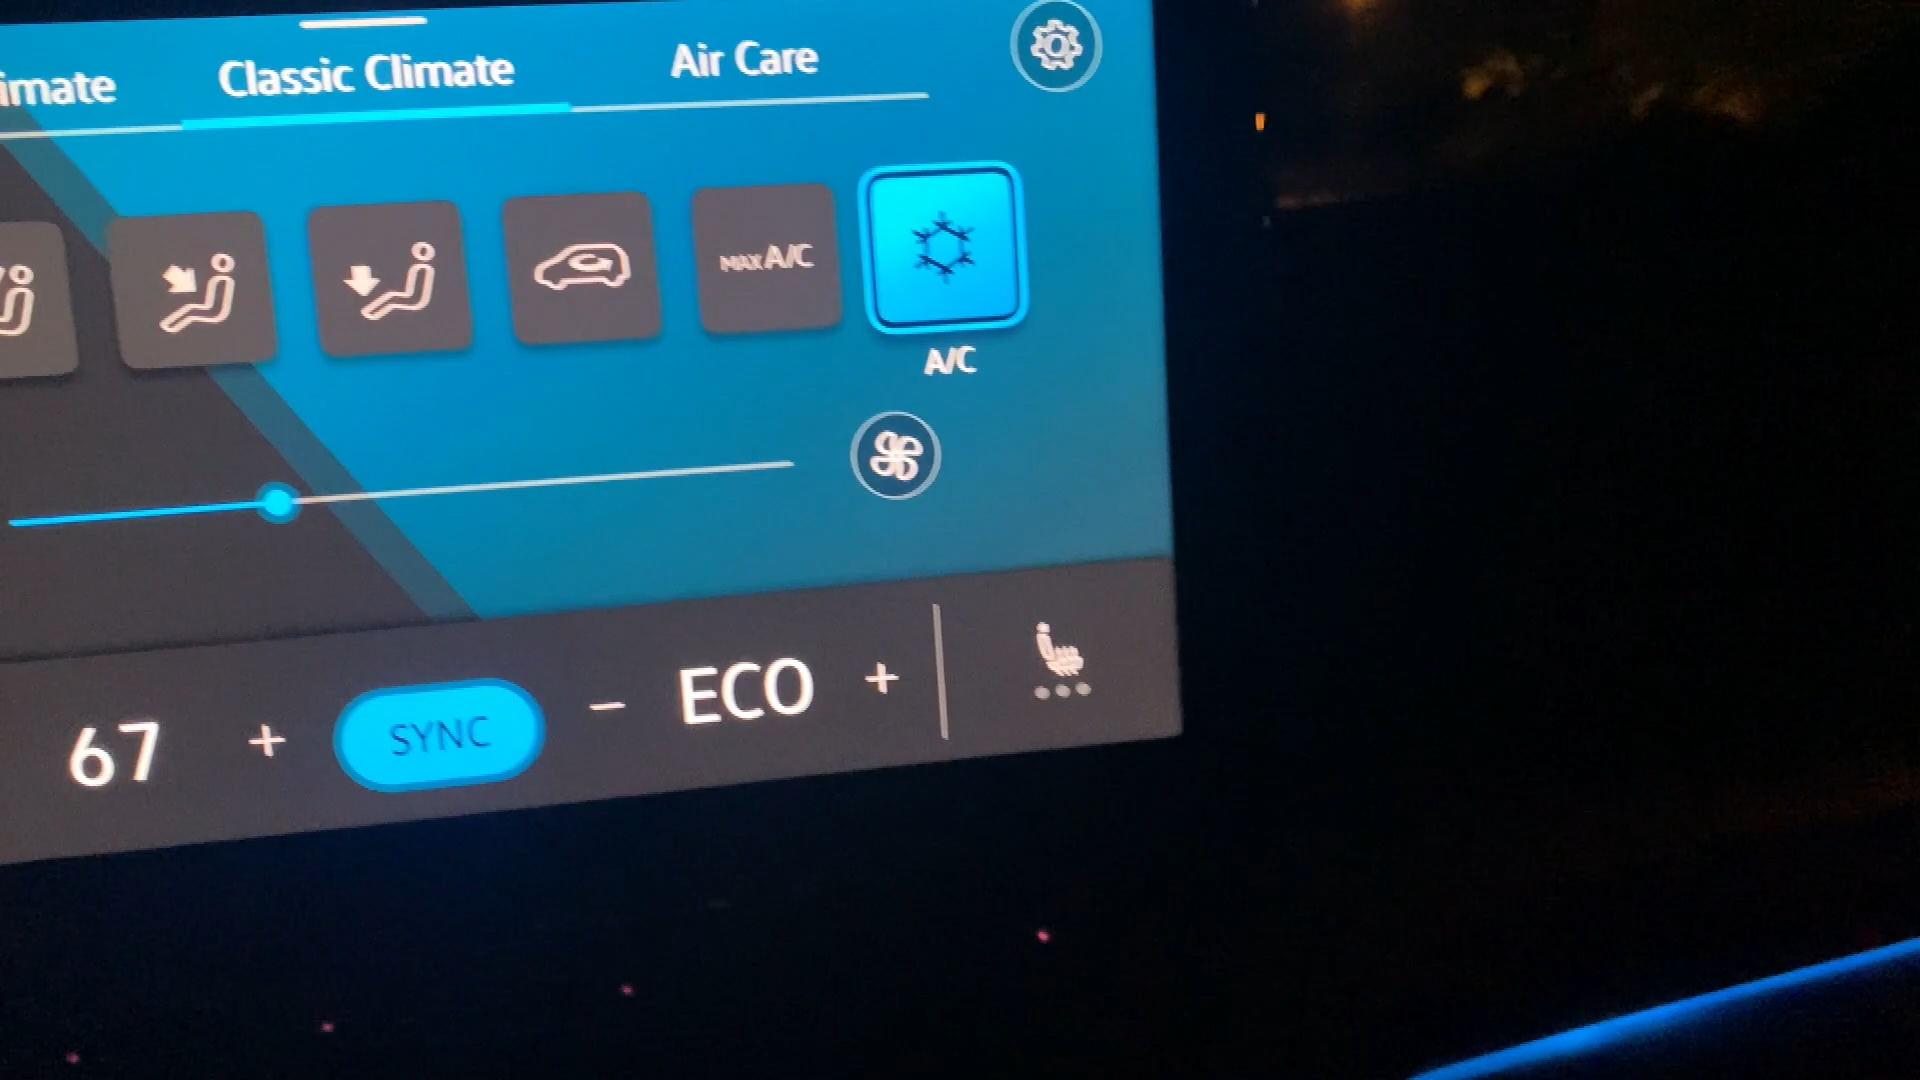 imate Classic Climate Air Care
MAX A/C
A/C
67 + SYNC − ECO +